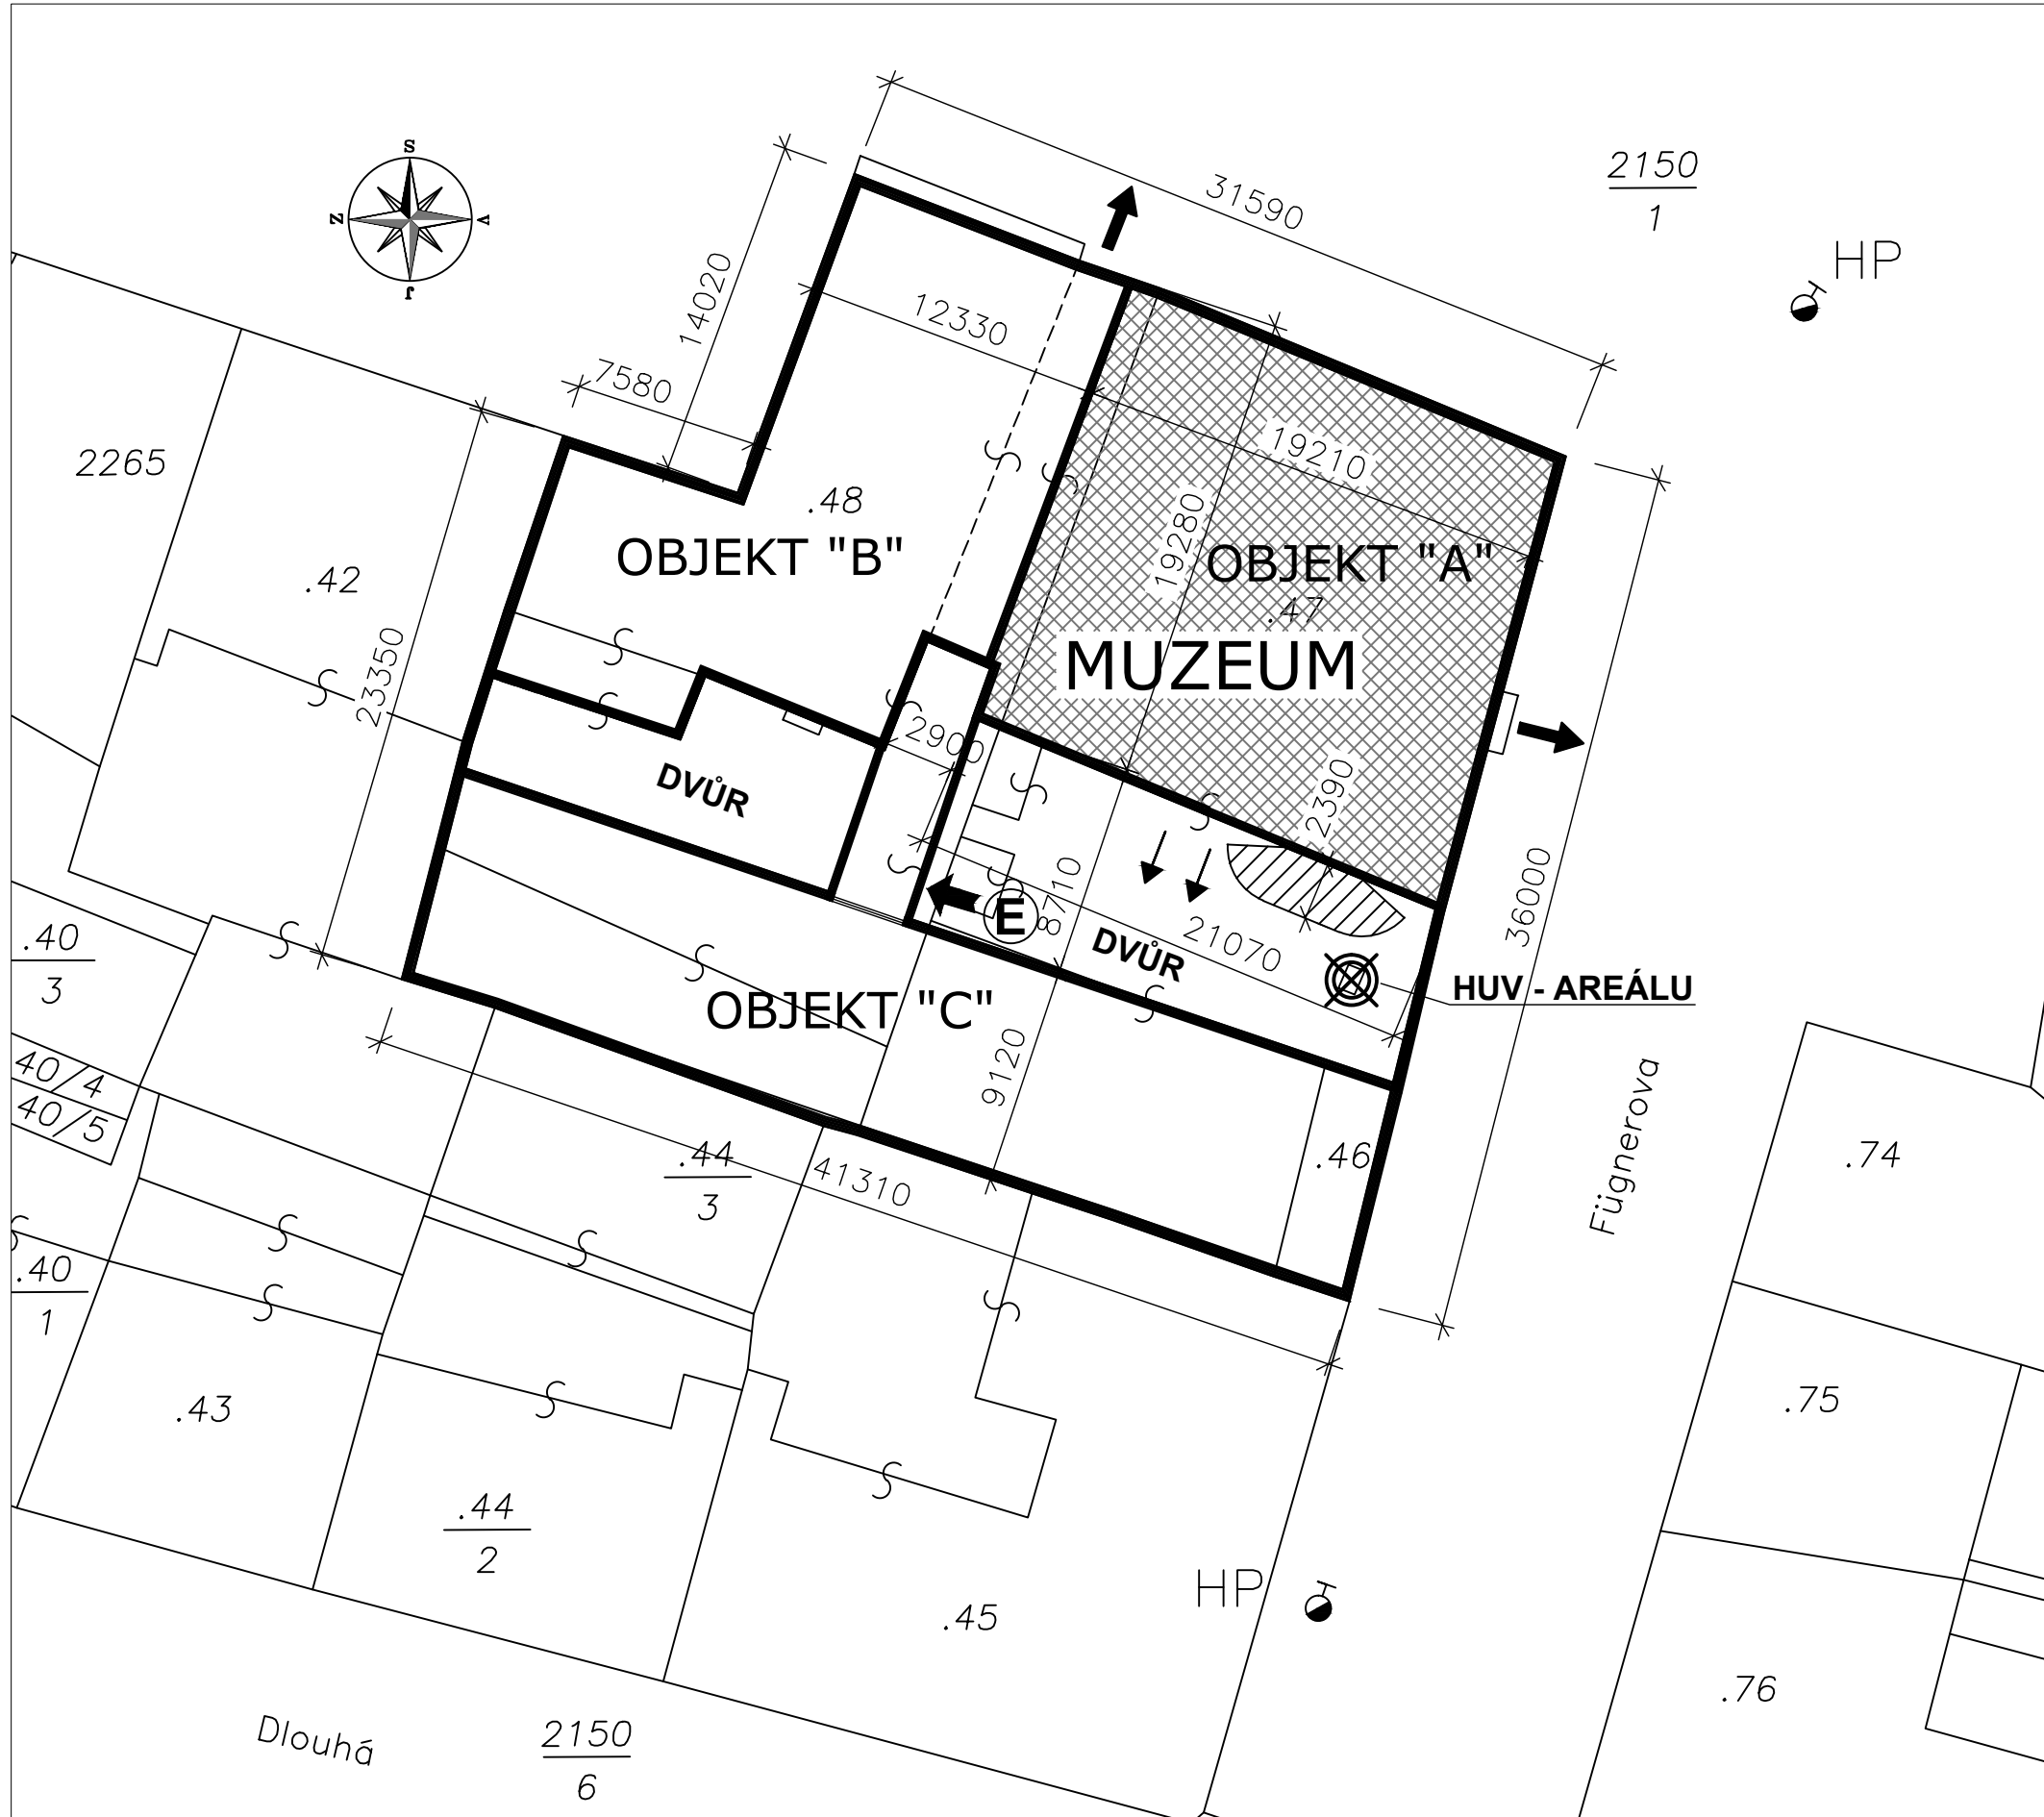 S
Z
V
J
31590
2150
1
HP
14020
12330
7580
19210
2265
.48
OBJEKT "B"
19280
OBJEKT "A"
.47
MUZEUM
.42
23350
2900
DVŮR
2390
8710
36000
E
21070
DVŮR
HUV - AREÁLU
.40
3
OBJEKT "C"
9120
40/4
40/5
.44
3
41310
.46
Fügnerova
.74
.40
1
.43
.75
.44
2
HP
.45
.76
Dlouhá
2150
6